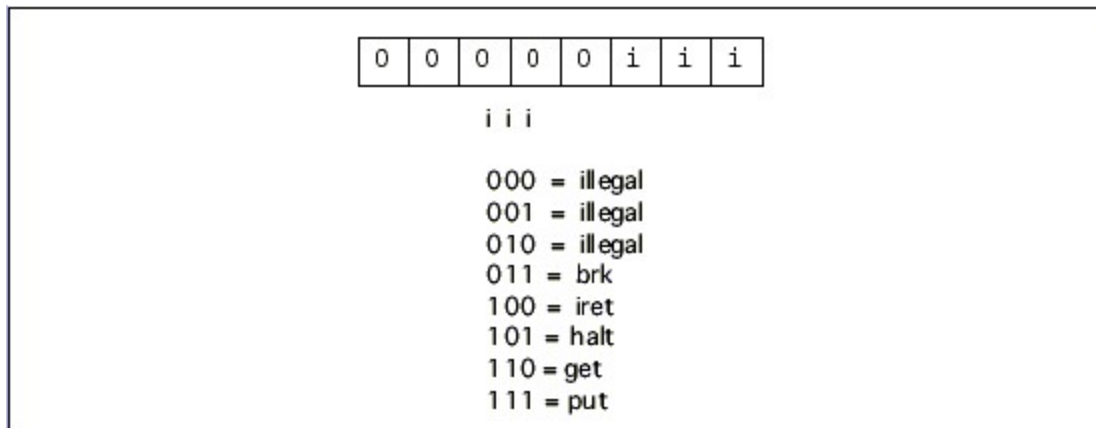 0 0 0 0 0 i i i
i i i
000 = illegal
001 = illegal
010 = illegal
011 = brk
100 = iret
101 = halt
110 = get
111 = put